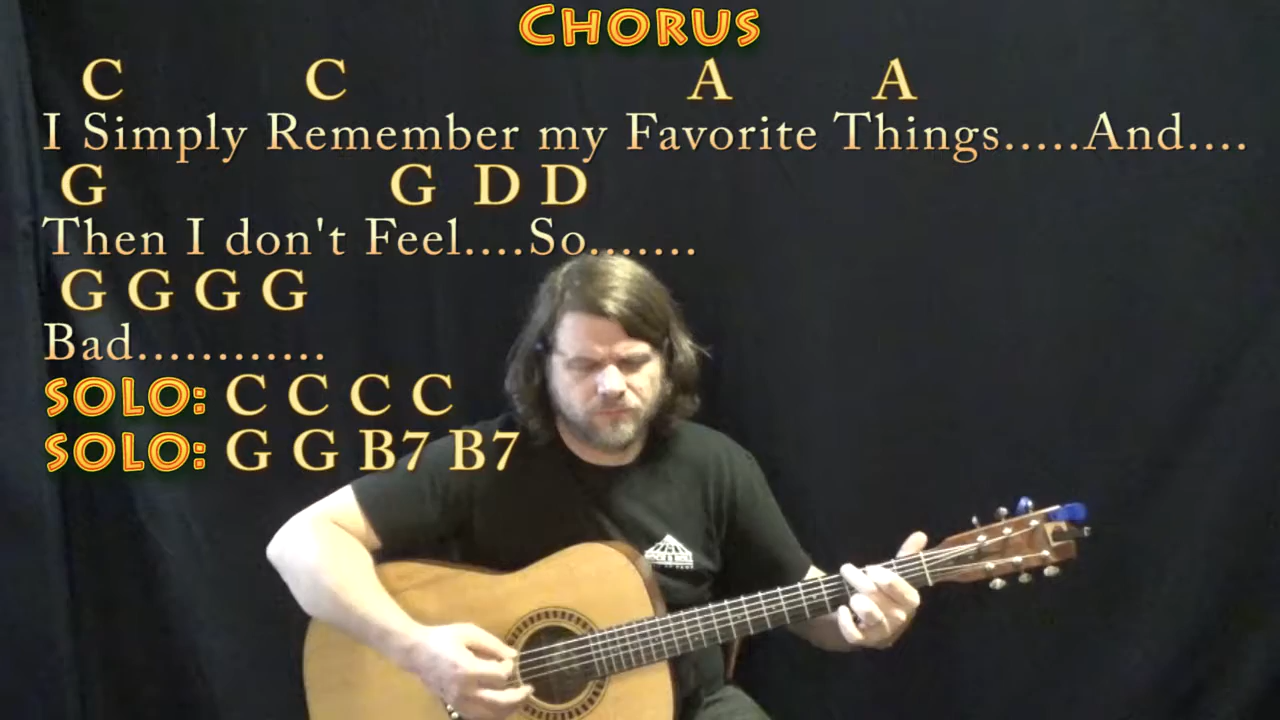 CHORUS
C C A A
I Simply Remember my Favorite Things.....And....
G G D D
Then I don't Feel....So.......
G G G G
Bad............
SOLO: C C C C
SOLO: G G B7 B7